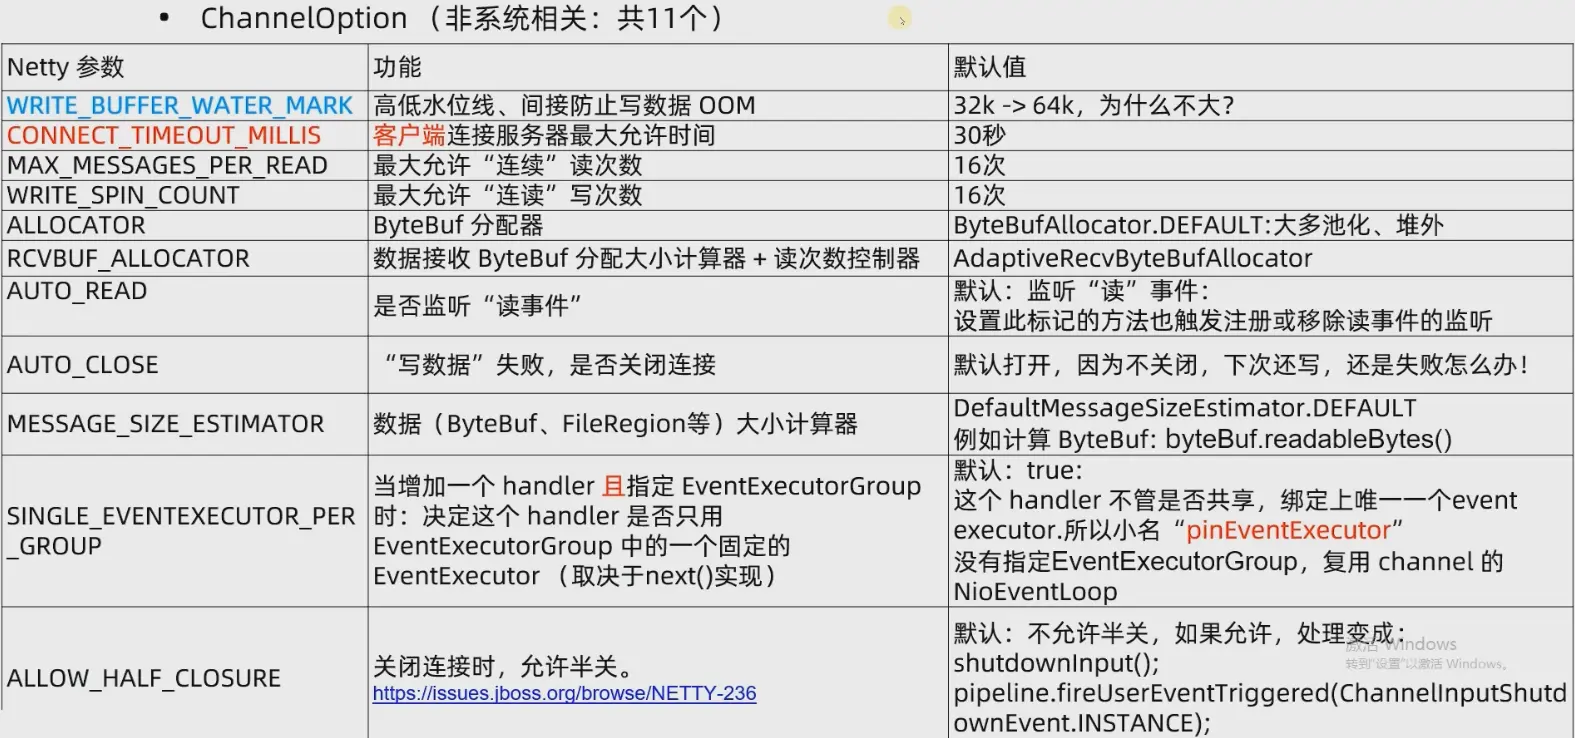 • ChannelOption（非系统相关：共11个）
Netty 参数
功能
默认值
WRITE_BUFFER_WATER_MARK
高低水位线、间接防止写数据 OOM
32k -> 64k，为什么不大？
CONNECT_TIMEOUT_MILLIS
客户端连接服务器最大允许时间
30秒
MAX_MESSAGES_PER_READ
最大允许“连续”读次数
16次
WRITE_SPIN_COUNT
最大允许“连读”写次数
16次
ALLOCATOR
ByteBuf 分配器
ByteBufAllocator.DEFAULT:大多池化、堆外
RCVBUF_ALLOCATOR
数据接收 ByteBuf 分配大小计算器 + 读次数控制器
AdaptiveRecvByteBufAllocator
AUTO_READ
是否监听“读事件”
默认：监听“读”事件：
设置此标记的方法也触发注册或移除读事件的监听
AUTO_CLOSE
“写数据”失败，是否关闭连接
默认打开，因为不关闭，下次还写，还是失败怎么办！
MESSAGE_SIZE_ESTIMATOR
数据（ByteBuf、FileRegion等）大小计算器
DefaultMessageSizeEstimator.DEFAULT
例如计算 ByteBuf: byteBuf.readableBytes()
SINGLE_EVENTEXECUTOR_PER
_GROUP
当增加一个 handler 且指定 EventExecutorGroup
时：决定这个 handler 是否只用
EventExecutorGroup 中的一个固定的
EventExecutor （取决于next()实现）
默认：true：
这个 handler 不管是否共享，绑定上唯一一个event
executor.所以小名“pinEventExecutor”
没有指定EventExecutorGroup，复用 channel 的
NioEventLoop
ALLOW_HALF_CLOSURE
关闭连接时，允许半关。
https://issues.jboss.org/browse/NETTY-236
默认：不允许半关，如果允许，处理变成：
shutdownInput();
pipeline.fireUserEventTriggered(ChannelInputShutd
ownEvent.INSTANCE);
激活 Windows
转到"设置"以激活 Windows。